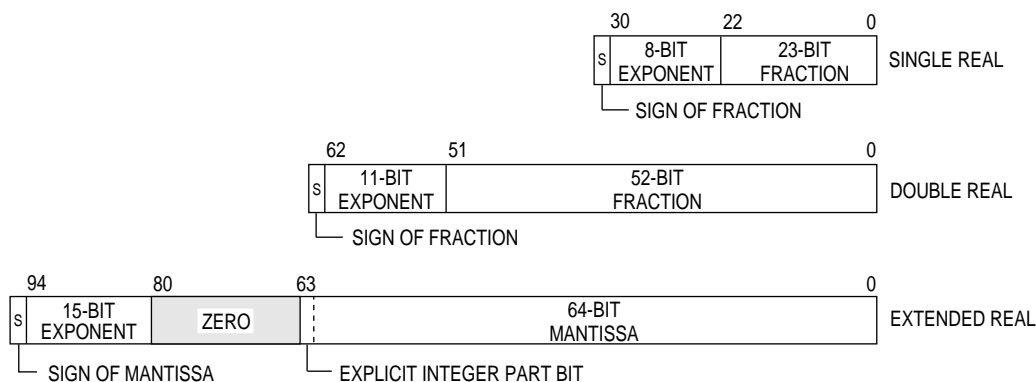 30 22 0
S 8-BIT EXPONENT 23-BIT FRACTION SINGLE REAL
SIGN OF FRACTION
62 51 0
S 11-BIT EXPONENT 52-BIT FRACTION DOUBLE REAL
SIGN OF FRACTION
94 80 63 0
S 15-BIT EXPONENT ZERO 64-BIT MANTISSA EXTENDED REAL
SIGN OF MANTISSA EXPLICIT INTEGER PART BIT